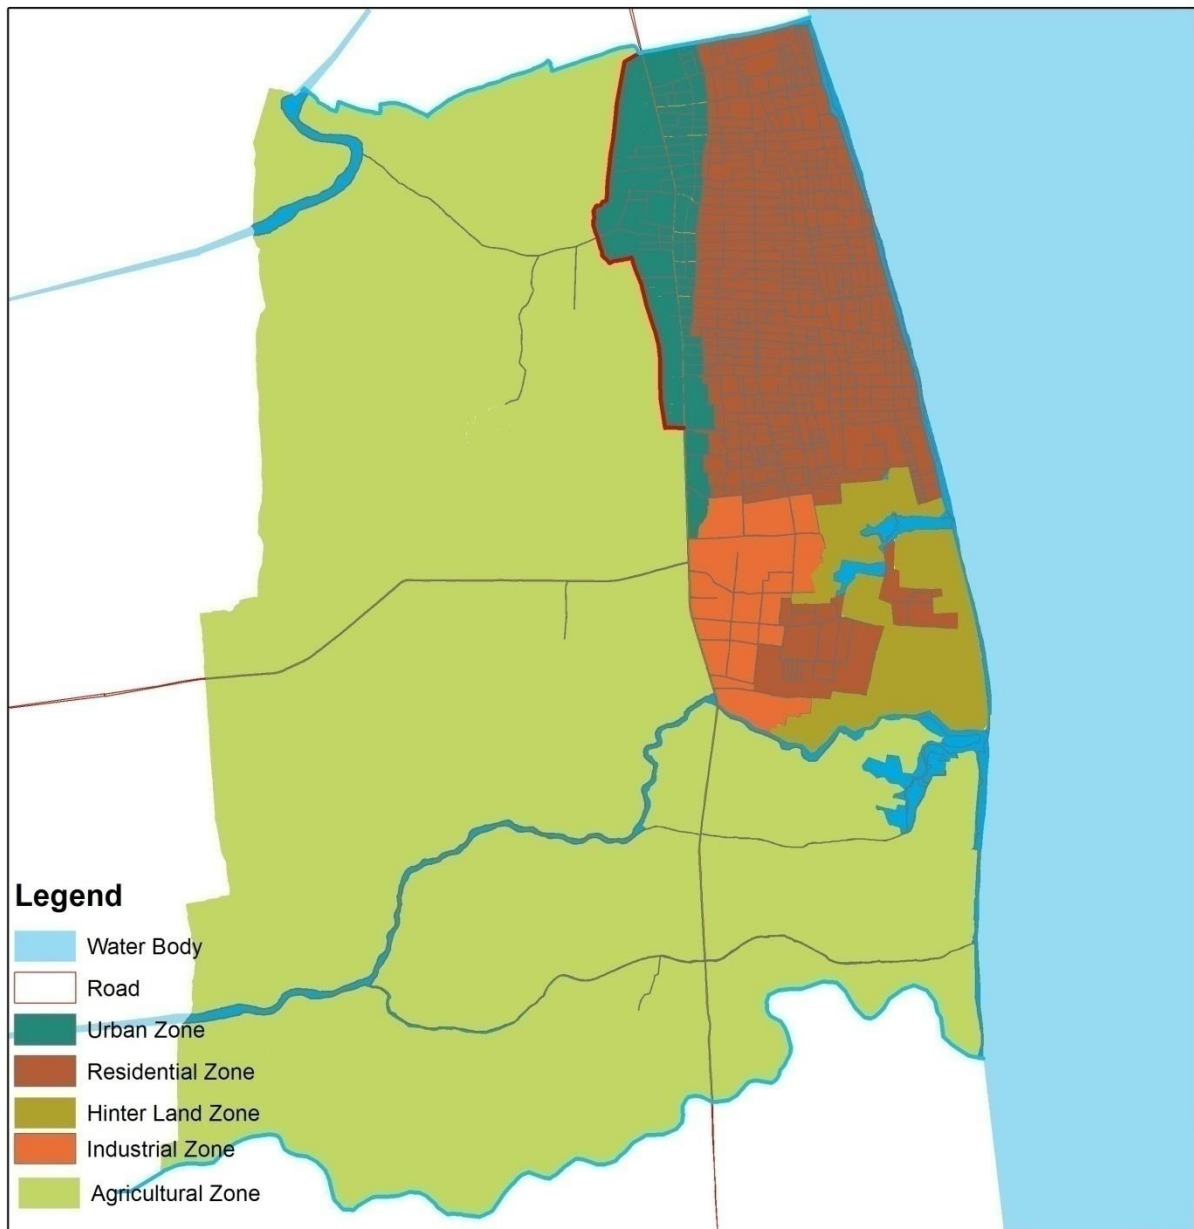 Legend
Water Body
Road
Urban Zone
Residential Zone
Hinter Land Zone
Industrial Zone
Agricultural Zone